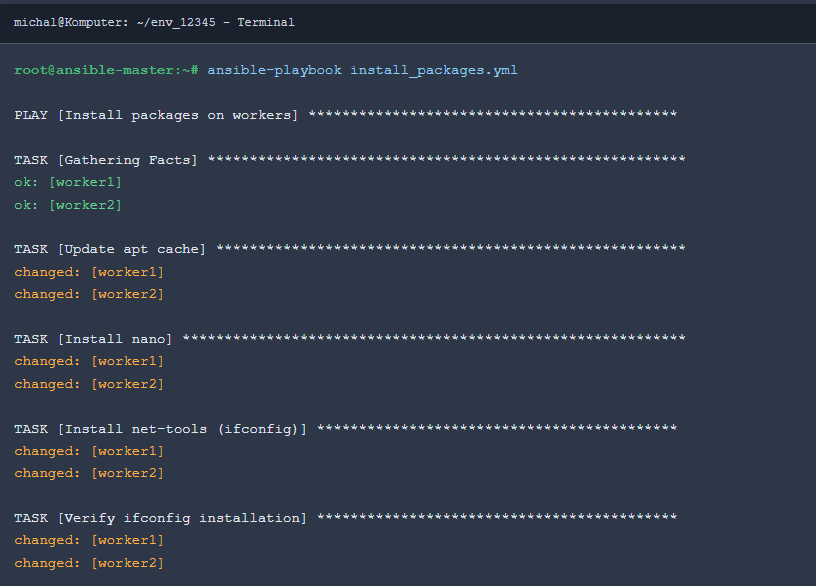 michal@Komputer: ~/env_12345 - Terminal
root@ansible-master:~# ansible-playbook install_packages.yml
PLAY [Install packages on workers] ********************************************
TASK [Gathering Facts] *********************************************************
ok: [worker1]
ok: [worker2]
TASK [Update apt cache] ********************************************************
changed: [worker1]
changed: [worker2]
TASK [Install nano] ************************************************************
changed: [worker1]
changed: [worker2]
TASK [Install net-tools (ifconfig)] *******************************************
changed: [worker1]
changed: [worker2]
TASK [Verify ifconfig installation] *******************************************
changed: [worker1]
changed: [worker2]